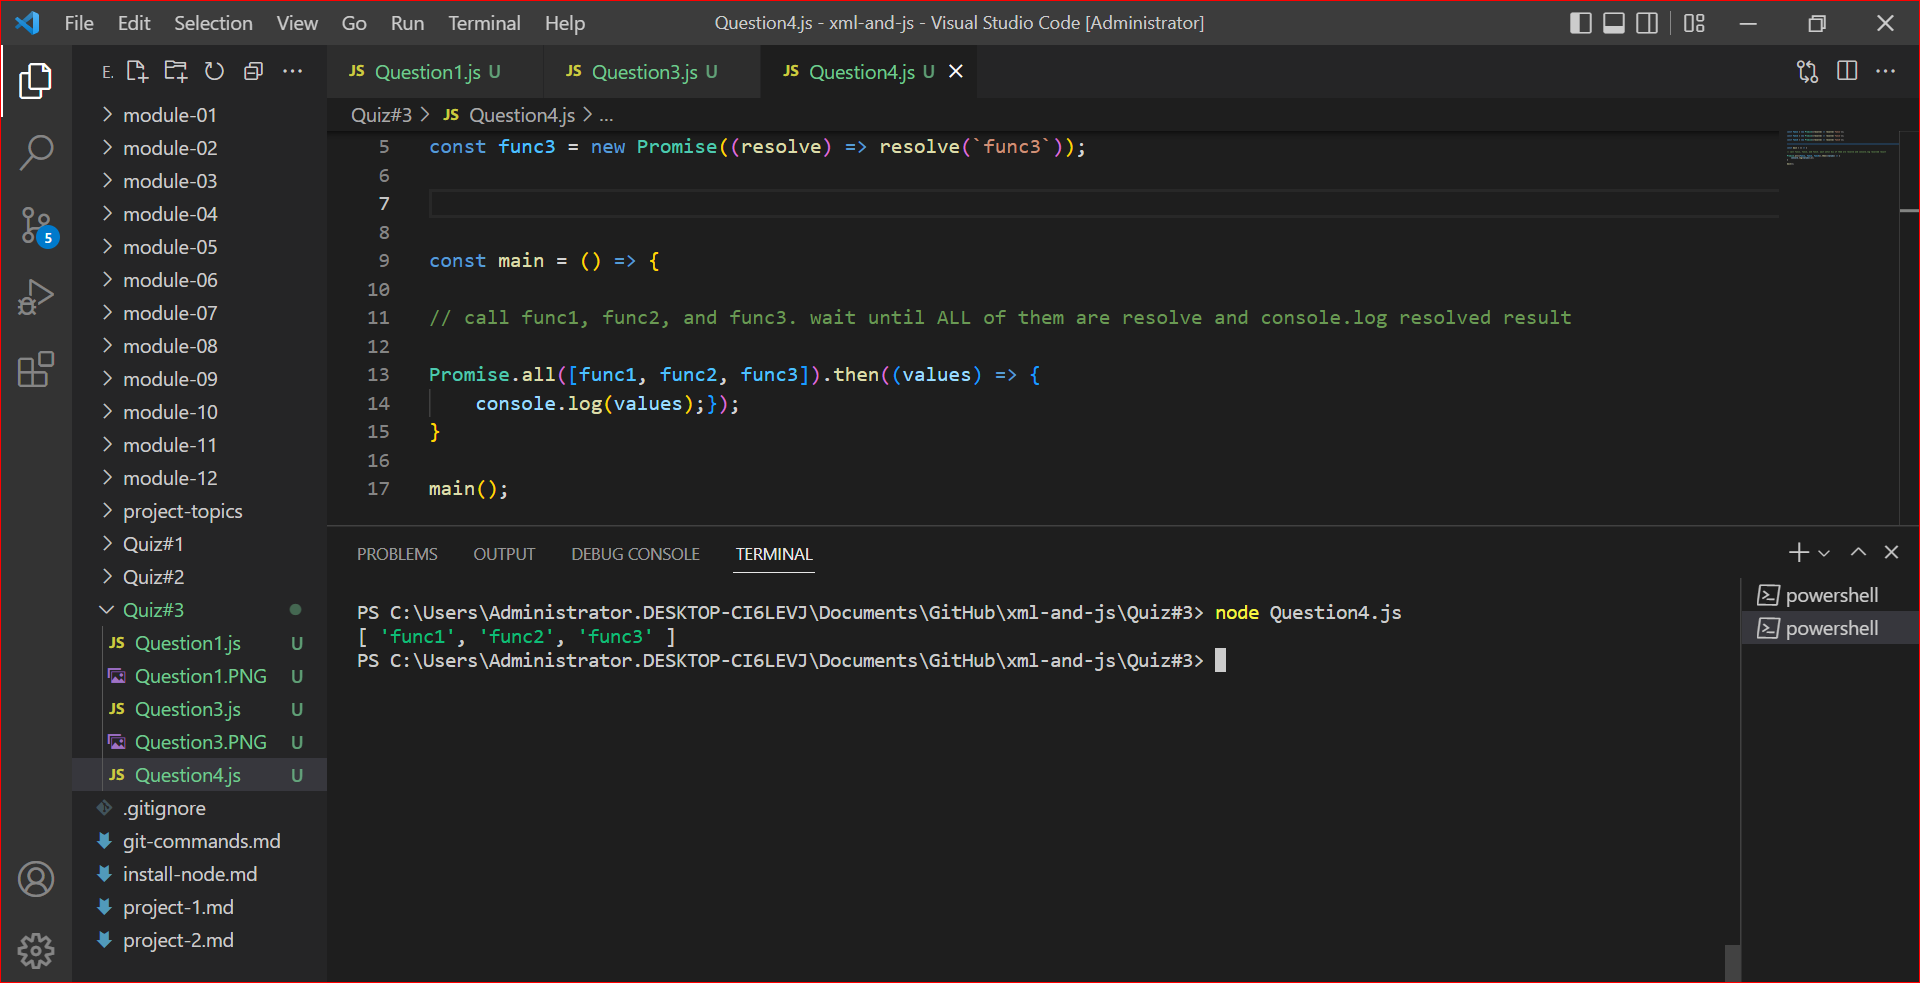 File Edit Selection View Go Run Terminal Help
Question4.js - xml-and-js - Visual Studio Code [Administrator]
E.
module-01
module-02
module-03
module-04
module-05
module-06
module-07
module-08
module-09
module-10
module-11
module-12
project-topics
Quiz#1
Quiz#2
Quiz#3
JS Question1.js U
Question1.PNG U
JS Question3.js U
Question3.PNG U
JS Question4.js U
.gitignore
git-commands.md
install-node.md
project-1.md
project-2.md
5
JS Question1.js U JS Question3.js U JS Question4.js U
Quiz#3 > JS Question4.js > ...
5 const func3 = new Promise((resolve) => resolve(`func3`));
6
7
8
9 const main = () => {
10
11 // call func1, func2, and func3. wait until ALL of them are resolve and console.log resolved result
12
13 Promise.all([func1, func2, func3]).then((values) => {
14 console.log(values);});
15 }
16
17 main();
PROBLEMS OUTPUT DEBUG CONSOLE TERMINAL
PS C:\Users\Administrator.DESKTOP-CI6LEVJ\Documents\GitHub\xml-and-js\Quiz#3> node Question4.js
[ 'func1', 'func2', 'func3' ]
PS C:\Users\Administrator.DESKTOP-CI6LEVJ\Documents\GitHub\xml-and-js\Quiz#3>
powershell
powershell